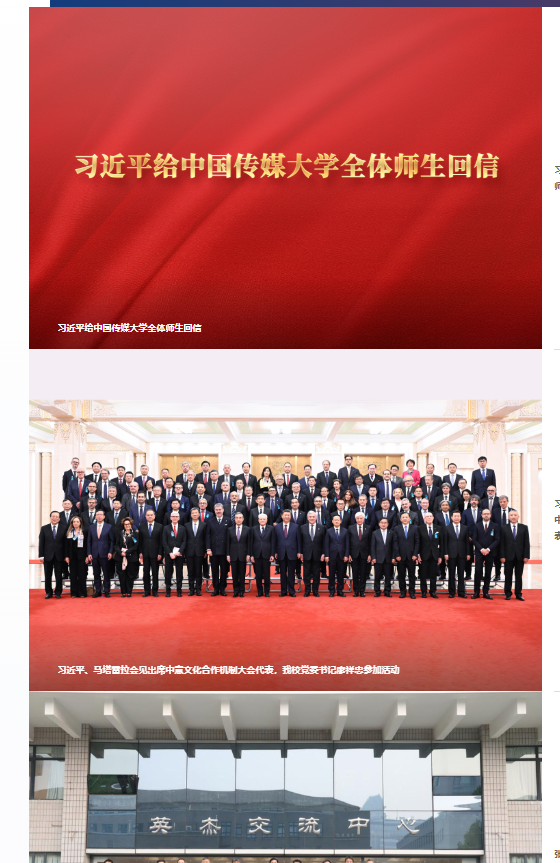 习近平给中国传媒大学全体师生回信
习近平给中国传媒大学全体师生回信
习近平、马塔雷拉会见出席中意文化合作机制大会代表，我校党委书记廖祥忠参加活动
英杰交流中心